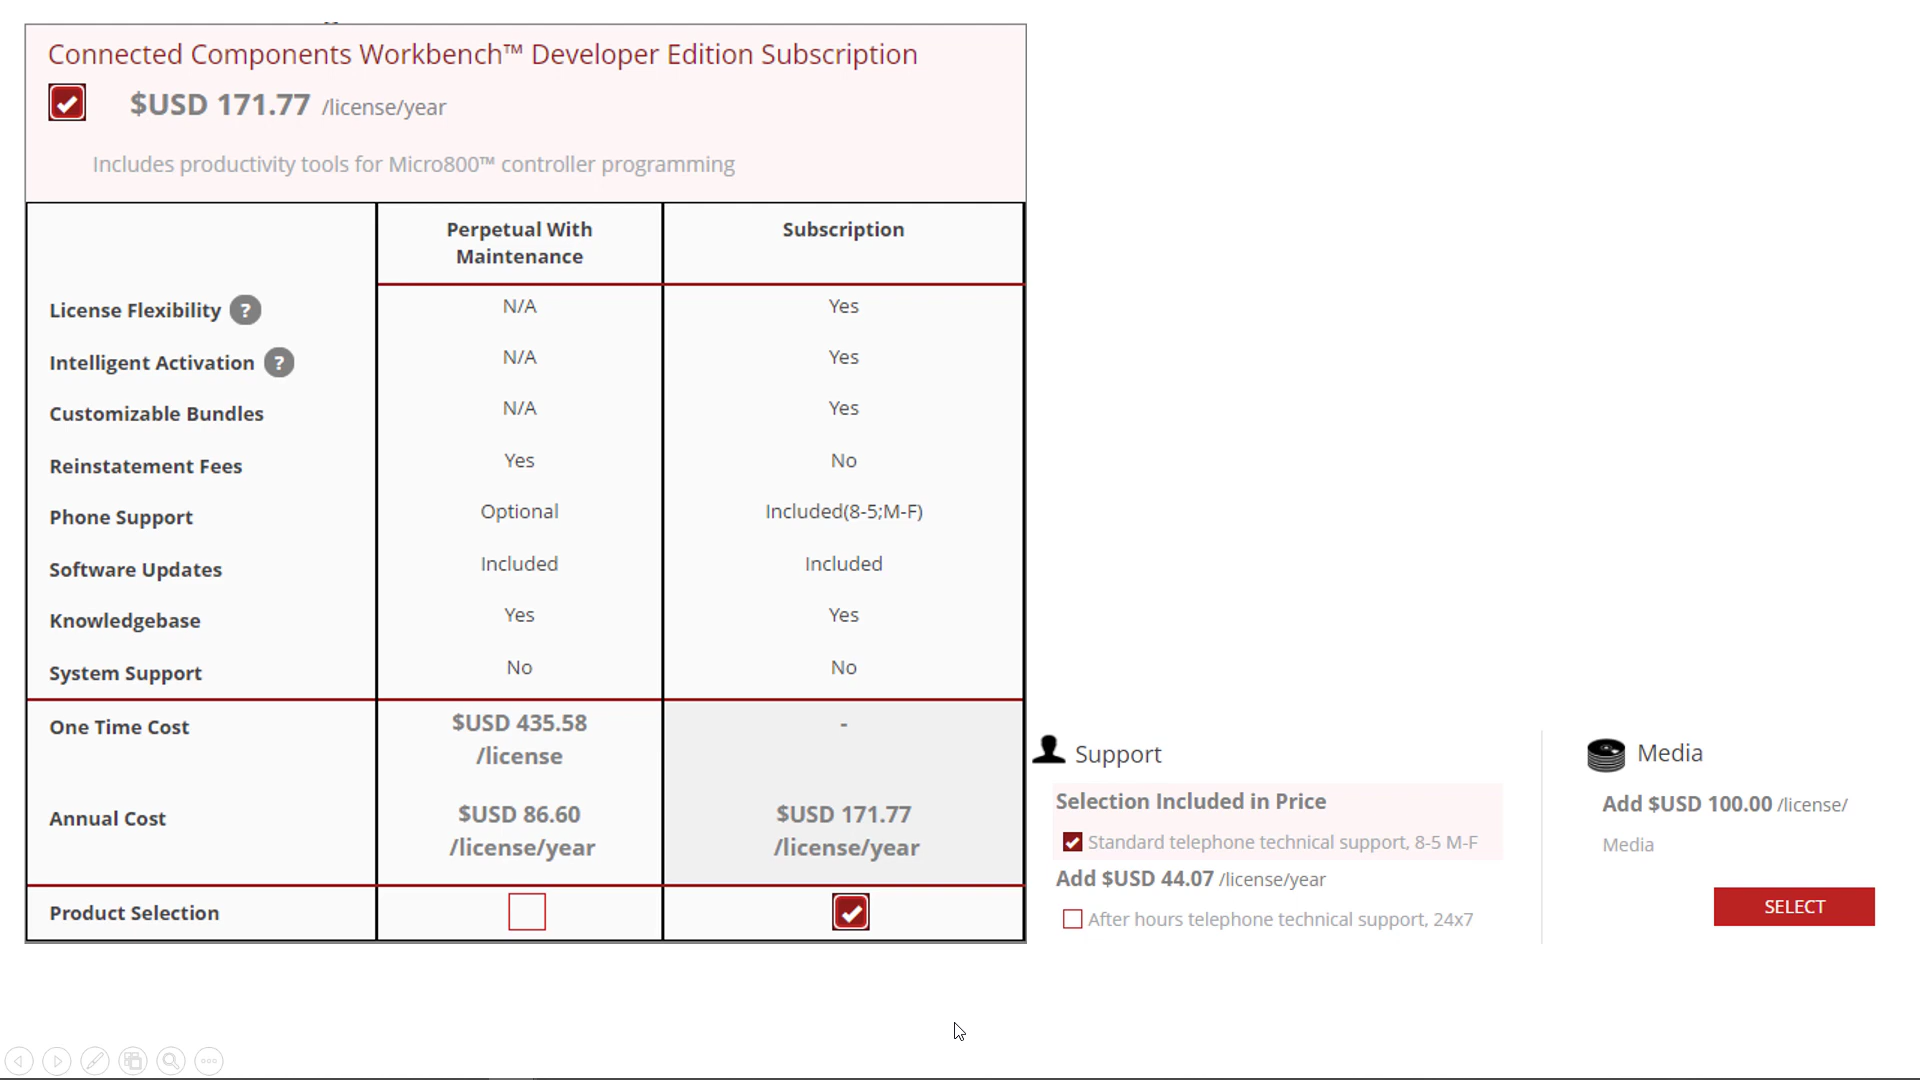 Connected Components Workbench™ Developer Edition Subscription
$USD 171.77 /license/year
Includes productivity tools for Micro800™ controller programming
Perpetual With
Maintenance
Subscription
License Flexibility ? N/A Yes
Intelligent Activation ? N/A Yes
Customizable Bundles N/A Yes
Reinstatement Fees Yes No
Phone Support Optional Included(8-5;M-F)
Software Updates Included Included
Knowledgebase Yes Yes
System Support No No
One Time Cost $USD 435.58 -
/license
Annual Cost $USD 86.60 $USD 171.77
/license/year /license/year
Product Selection
Support
Selection Included in Price
Standard telephone technical support, 8-5 M-F
Add $USD 44.07 /license/year
After hours telephone technical support, 24x7
Media
Add $USD 100.00 /license/
Media
SELECT